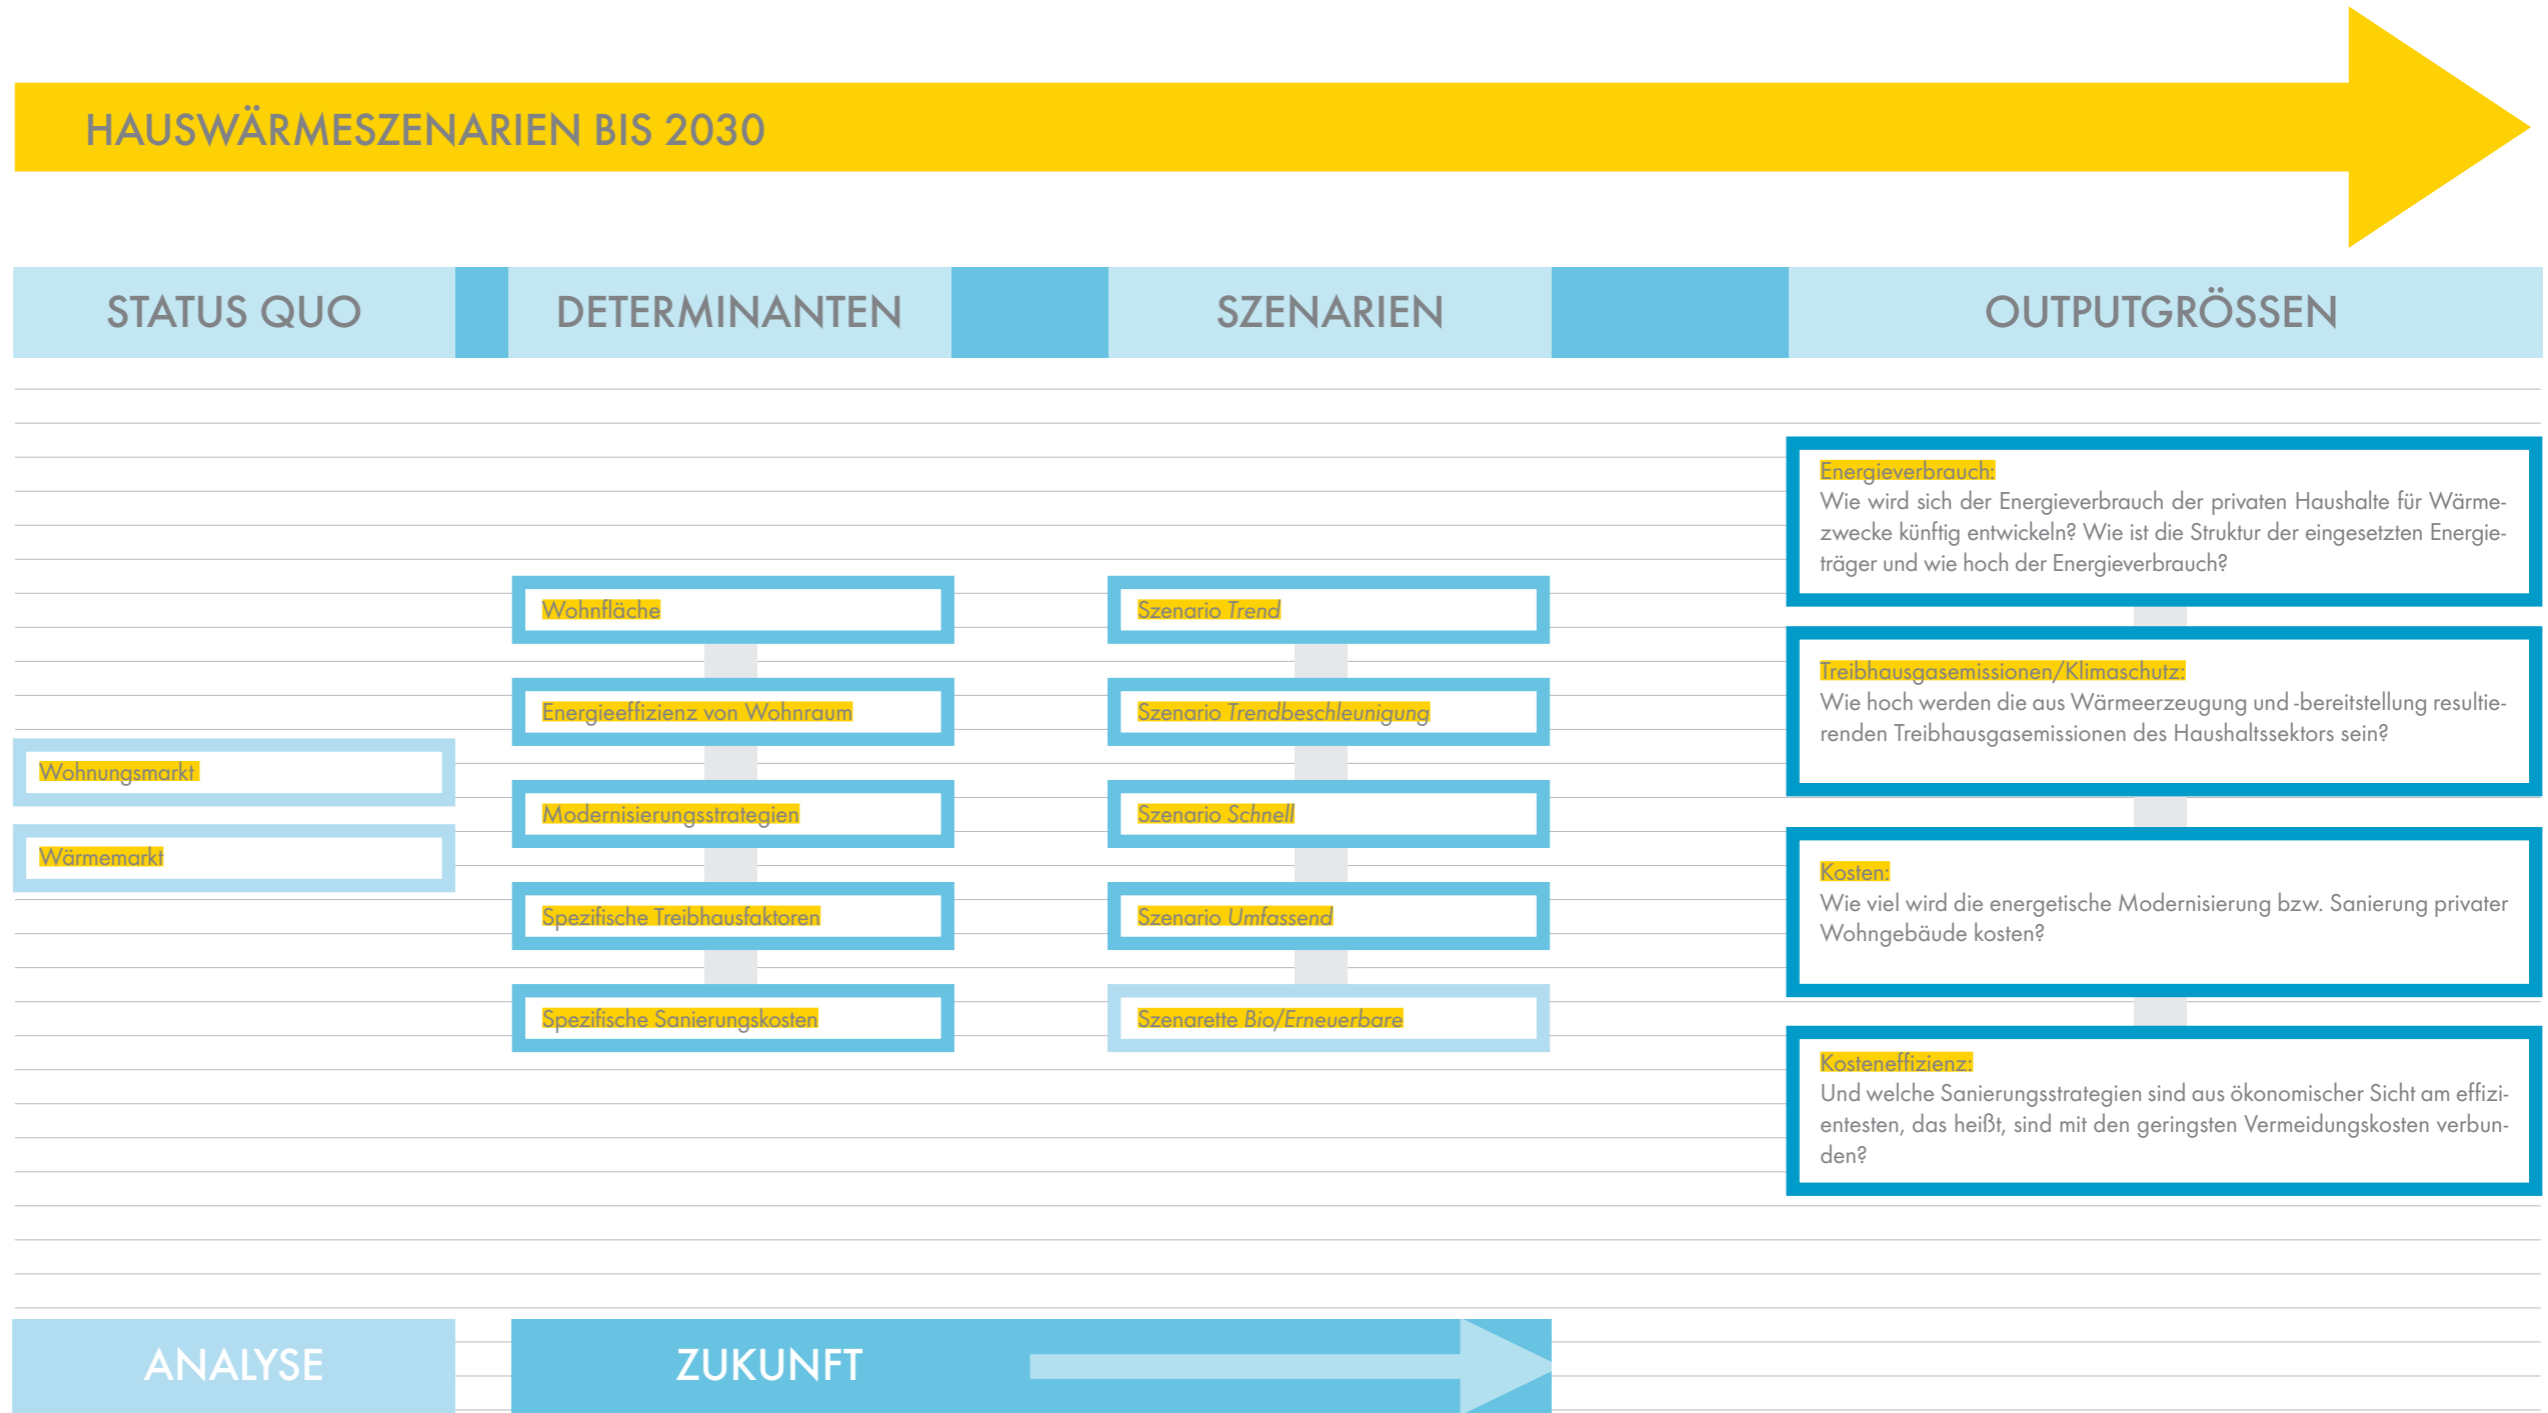 HAUSWÄRMESZENARIEN BIS 2030
STATUS QUO
DETERMINANTEN
SZENARIEN
OUTPUTGRÖSSEN
Wohnungsmarkt
Wärmemarkt
Wohnfläche
Energieeffizienz von Wohnraum
Modernisierungsstrategien
Spezifische Treibhausfaktoren
Spezifische Sanierungskosten
Szenario Trend
Szenario Trendbeschleunigung
Szenario Schnell
Szenario Umfassend
Szenarette Bio/Erneuerbare
Energieverbrauch:
Wie wird sich der Energieverbrauch der privaten Haushalte für Wärme-
zwecke künftig entwickeln? Wie ist die Struktur der eingesetzten Energie-
träger und wie hoch der Energieverbrauch?
Treibhausgasemissionen/Klimaschutz:
Wie hoch werden die aus Wärmeerzeugung und -bereitstellung resultie-
renden Treibhausgasemissionen des Haushaltssektors sein?
Kosten:
Wie viel wird die energetische Modernisierung bzw. Sanierung privater
Wohngebäude kosten?
Kosteneffizienz:
Und welche Sanierungsstrategien sind aus ökonomischer Sicht am effizi-
entesten, das heißt, sind mit den geringsten Vermeidungskosten verbun-
den?
ANALYSE
ZUKUNFT